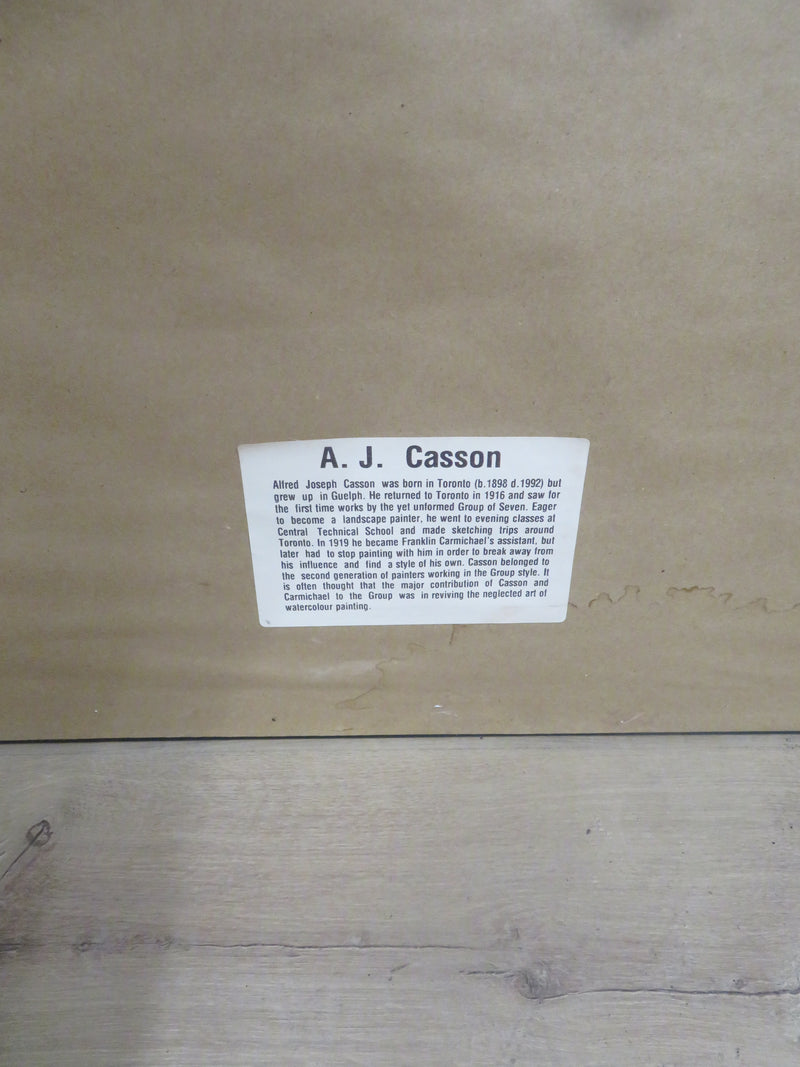 A. J. Casson
Alfred Joseph Casson was born in Toronto (b.1898 d.1992) but
grew up in Guelph. He returned to Toronto in 1916 and saw for
the first time works by the yet unformed Group of Seven. Eager
to become a landscape painter, he went to evening classes at
Central Technical School and made sketching trips around
Toronto. In 1919 he became Franklin Carmichael's assistant, but
later had to stop painting with him in order to break away from
his influence and find a style of his own. Casson belonged to
the second generation of painters working in the Group style. It
is often thought that the major contribution of Casson and
Carmichael to the Group was in reviving the neglected art of
watercolour painting.